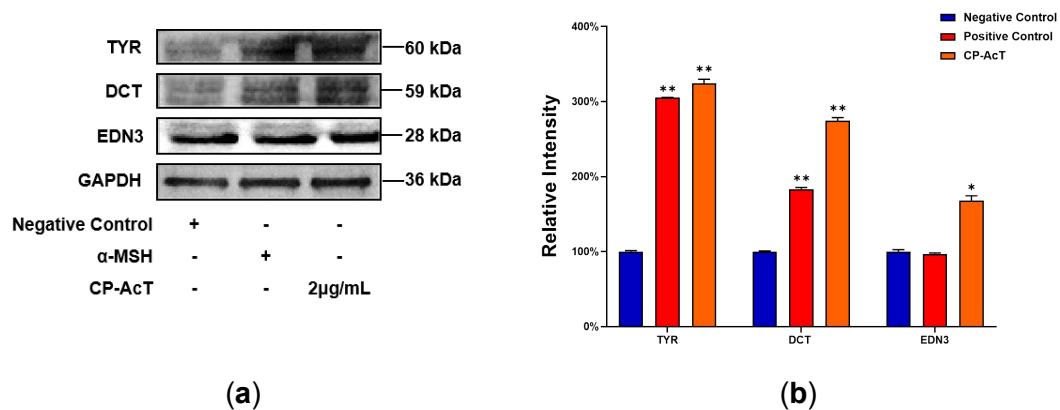 TYR
60 kDa
DCT
59 kDa
EDN3
28 kDa
GAPDH
36 kDa
Negative Control + - -
α-MSH - + -
CP-AcT - - 2μg/mL
(a)
Negative Control
Positive Control
CP-AcT
Relative Intensity
400%
300%
200%
100%
0%
** **
** **
*
TYR DCT EDN3
(b)